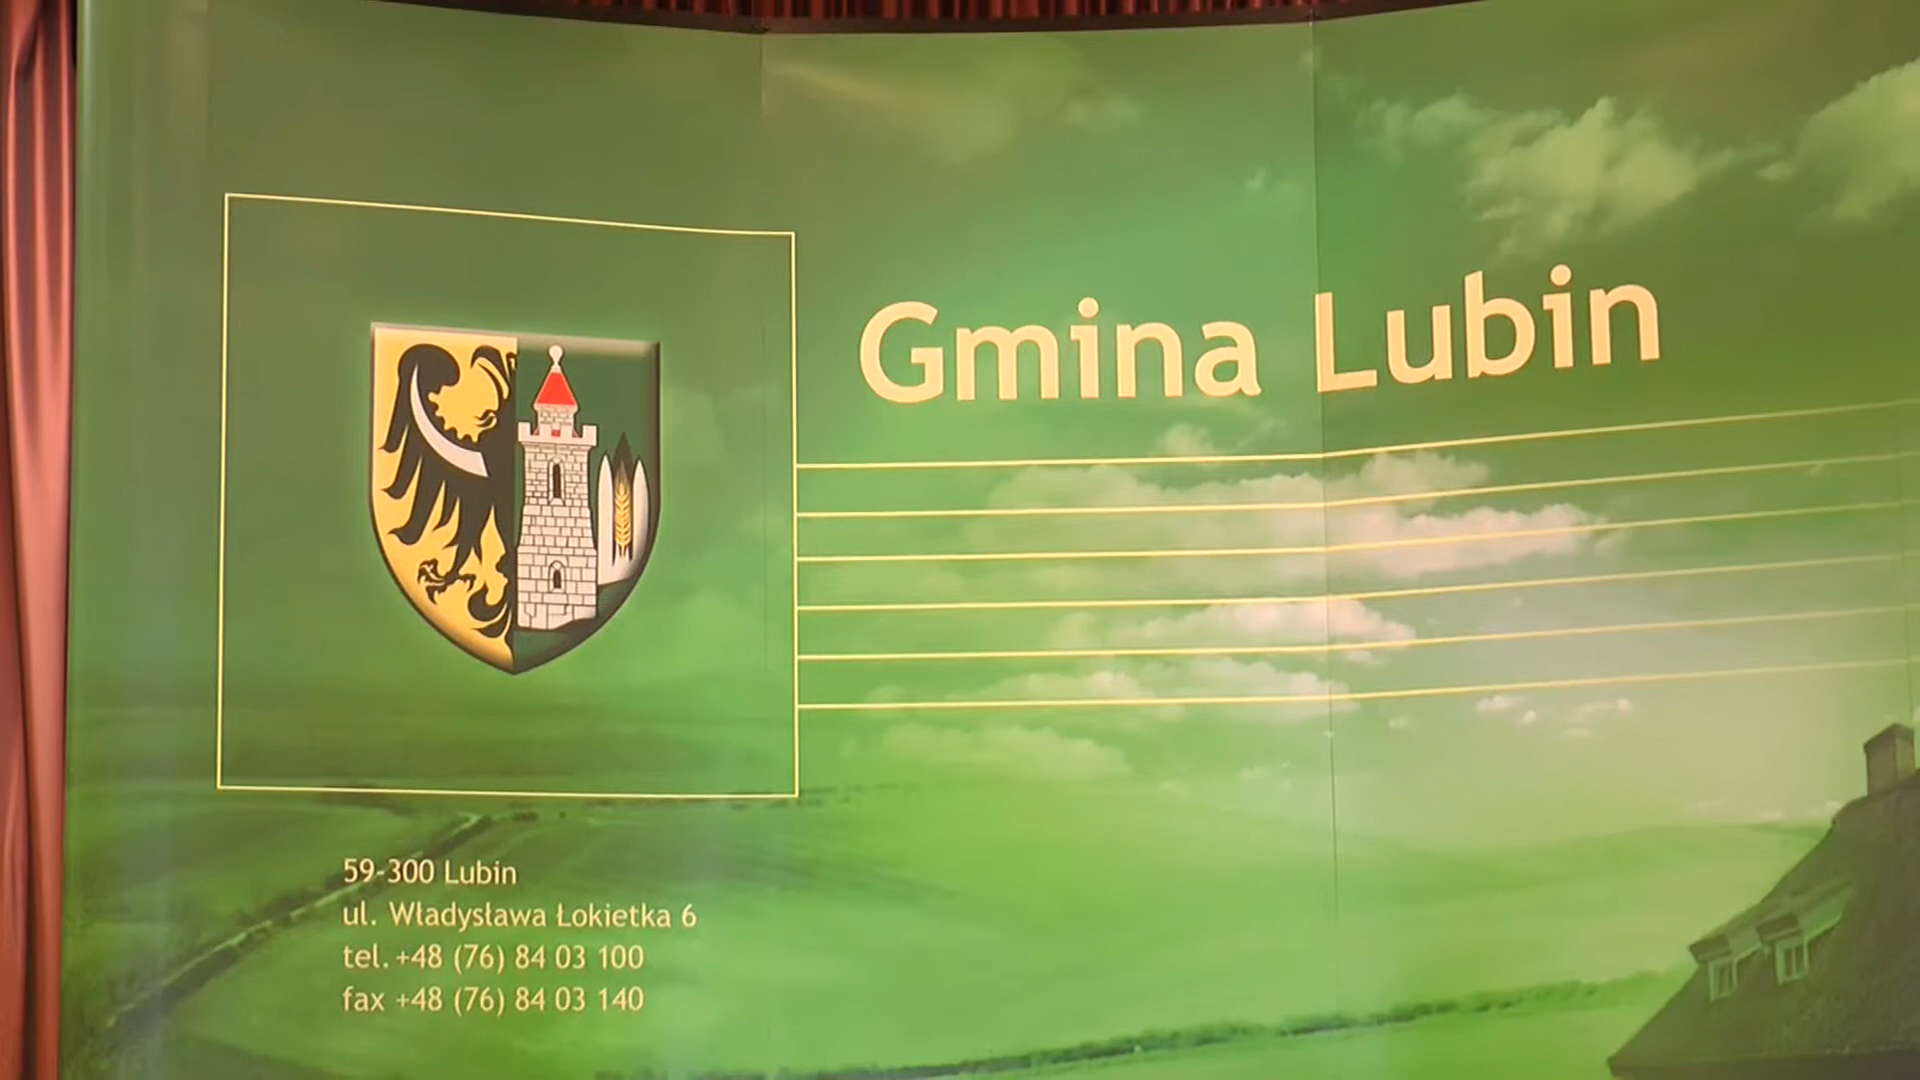 Gmina Lubin
59-300 Lubin
ul. Władysława Łokietka 6
tel. +48 (76) 84 03 100
fax +48 (76) 84 03 140